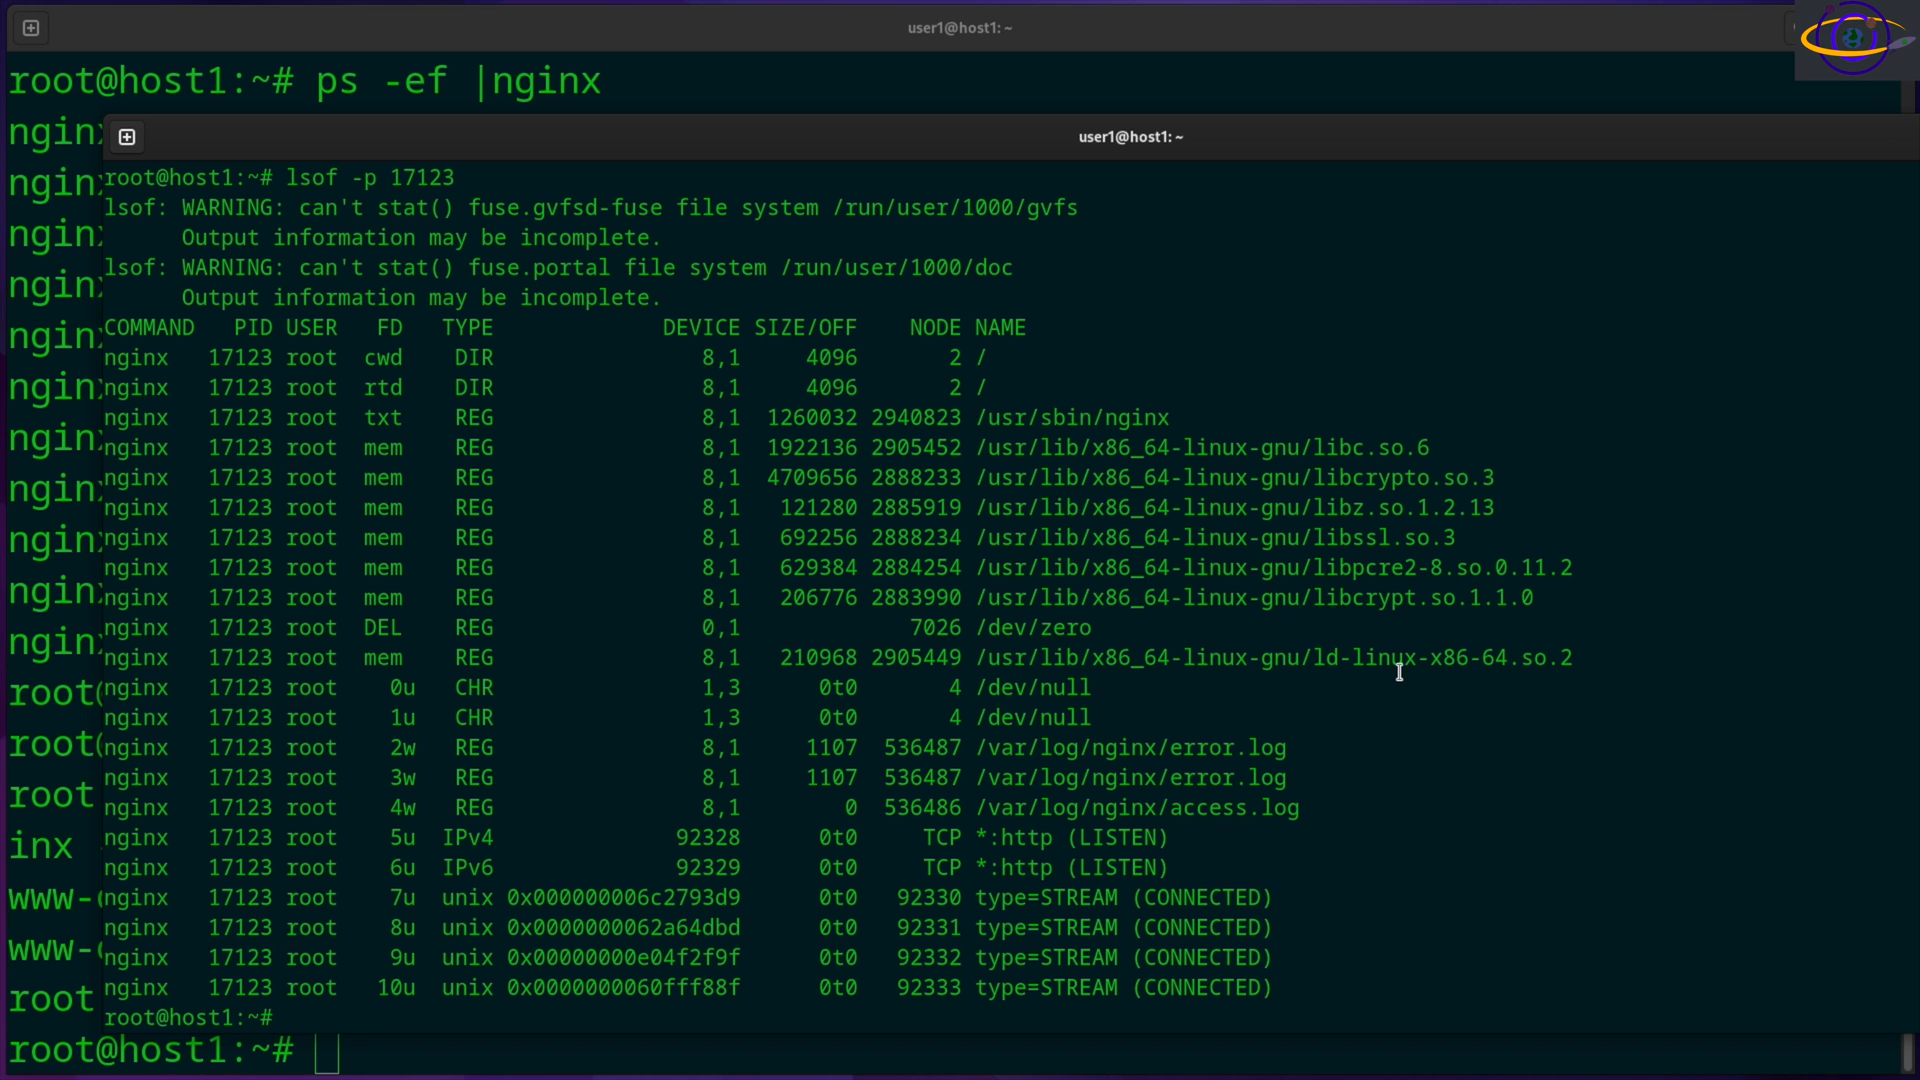 user1@host1: ~
root@host1:~# ps -ef |nginx
user1@host1: ~
root@host1:~# lsof -p 17123
lsof: WARNING: can't stat() fuse.gvfsd-fuse file system /run/user/1000/gvfs
      Output information may be incomplete.
lsof: WARNING: can't stat() fuse.portal file system /run/user/1000/doc
      Output information may be incomplete.
COMMAND   PID USER   FD   TYPE             DEVICE SIZE/OFF    NODE NAME
nginx   17123 root  cwd    DIR                8,1     4096       2 /
nginx   17123 root  rtd    DIR                8,1     4096       2 /
nginx   17123 root  txt    REG                8,1  1260032 2940823 /usr/sbin/nginx
nginx   17123 root  mem    REG                8,1  1922136 2905452 /usr/lib/x86_64-linux-gnu/libc.so.6
nginx   17123 root  mem    REG                8,1  4709656 2888233 /usr/lib/x86_64-linux-gnu/libcrypto.so.3
nginx   17123 root  mem    REG                8,1   121280 2885919 /usr/lib/x86_64-linux-gnu/libz.so.1.2.13
nginx   17123 root  mem    REG                8,1   692256 2888234 /usr/lib/x86_64-linux-gnu/libssl.so.3
nginx   17123 root  mem    REG                8,1   629384 2884254 /usr/lib/x86_64-linux-gnu/libpcre2-8.so.0.11.2
nginx   17123 root  mem    REG                8,1   206776 2883990 /usr/lib/x86_64-linux-gnu/libcrypt.so.1.1.0
nginx   17123 root  DEL    REG                0,1             7026 /dev/zero
nginx   17123 root  mem    REG                8,1   210968 2905449 /usr/lib/x86_64-linux-gnu/ld-linux-x86-64.so.2
nginx   17123 root    0u   CHR                1,3      0t0       4 /dev/null
nginx   17123 root    1u   CHR                1,3      0t0       4 /dev/null
nginx   17123 root    2w   REG                8,1     1107  536487 /var/log/nginx/error.log
nginx   17123 root    3w   REG                8,1     1107  536487 /var/log/nginx/error.log
nginx   17123 root    4w   REG                8,1        0  536486 /var/log/nginx/access.log
nginx   17123 root    5u  IPv4              92328      0t0     TCP *:http (LISTEN)
nginx   17123 root    6u  IPv6              92329      0t0     TCP *:http (LISTEN)
nginx   17123 root    7u  unix 0x000000006c2793d9      0t0   92330 type=STREAM (CONNECTED)
nginx   17123 root    8u  unix 0x0000000062a64dbd      0t0   92331 type=STREAM (CONNECTED)
nginx   17123 root    9u  unix 0x00000000e04f2f9f      0t0   92332 type=STREAM (CONNECTED)
nginx   17123 root   10u  unix 0x0000000060fff88f      0t0   92333 type=STREAM (CONNECTED)
root@host1:~#
root
root
inx
root
root@host1:~#